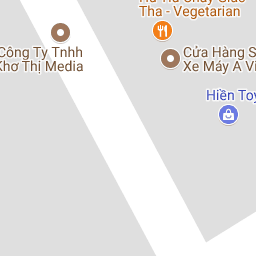 Tha - Vegetarian
Công Ty Tnhh
Khơ Thị Media
Cửa Hàng S
Xe Máy A Vi
Hiền Toy